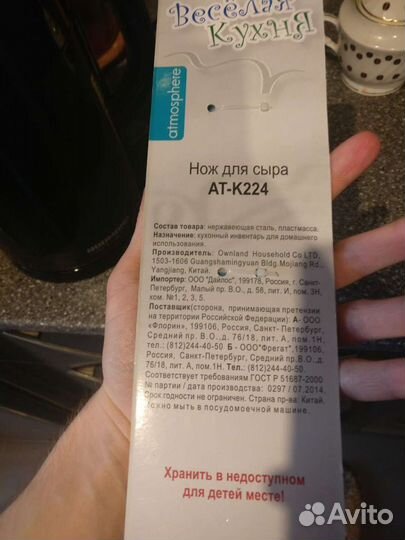 Весёлая
Кухня
atmosphere
Нож для сыра
AT-K224
Состав товара: нержавеющая сталь, пластмасса.
Назначение: кухонный инвентарь для домашнего
использования.
Производитель: Ownland Household Co LTD,
1503-1606 Guangshamingyuan Bldg.Mojiang Rd.,
Yangjiang, Китай.
Импортер: ООО "Дайлос", 199178, Россия, г. Санкт-
Петербург, Малый пр. В.О., д. 58, лит. И, пом. 3Н,
ком. №1, 2, 3, 5.
Поставщик(сторона, принимающая претензии
на территории Российской Федерации): А- ООО
«Флорин», 199106, Россия, Санкт-Петербург,
Средний пр. В.О., д. 76/18, лит. А, пом.1Н.
тел.: (812)244-40-50 Б - ООО"Фрегат",199106,
Россия, Санкт-Петербург, Средний пр. В.О., д.
76/18, лит. А, пом.1Н. Тел.: (812)244-40-50.
Соответствует требованиям ГОСТ Р 51687-2000
№ партии / дата производства: 0297 / 07.2014.
Срок годности не ограничен. Страна пр-ва: Китай.
Можно мыть в посудомоечной машине.
Хранить в недоступном
для детей месте!
Avito